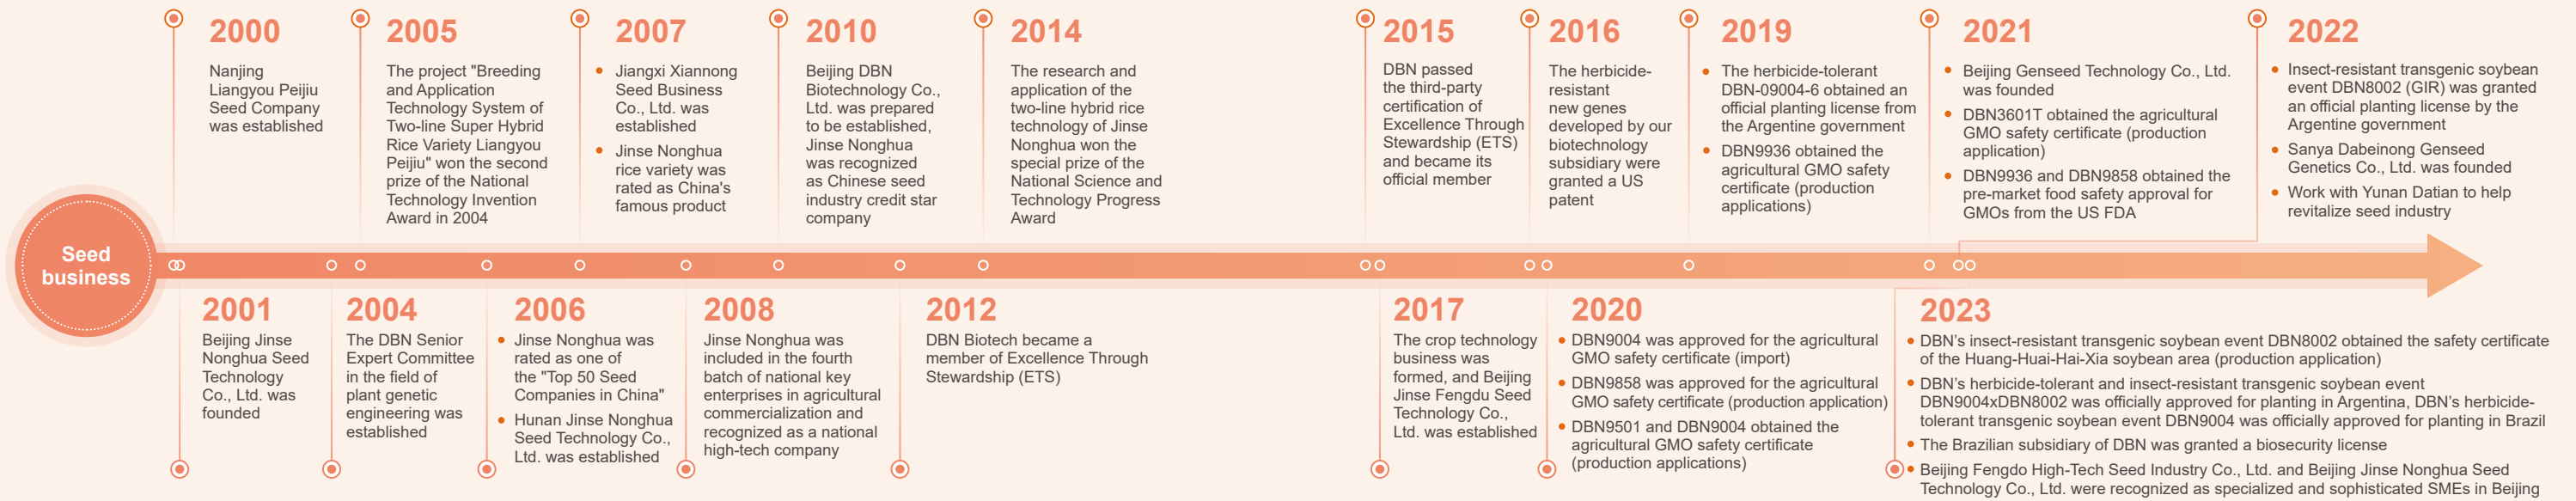 Seed
business
2000
Nanjing
Liangyou Peijiu
Seed Company
was established
2005
The project "Breeding
and Application
Technology System of
Two-line Super Hybrid
Rice Variety Liangyou
Peijiu" won the second
prize of the National
Technology Invention
Award in 2004
2007
Jiangxi Xiannong
Seed Business
Co., Ltd. was
established
Jinse Nonghua
rice variety was
rated as China's
famous product
2010
Beijing DBN
Biotechnology Co.,
Ltd. was prepared
to be established,
Jinse Nonghua
was recognized
as Chinese seed
industry credit star
company
2014
The research and
application of the
two-line hybrid rice
technology of Jinse
Nonghua won the
special prize of the
National Science and
Technology Progress
Award
2015
DBN passed
the third-party
certification of
Excellence Through
Stewardship (ETS)
and became its
official member
2016
The herbicide-
resistant
new genes
developed by our
biotechnology
subsidiary were
granted a US
patent
2019
The herbicide-tolerant
DBN-09004-6 obtained an
official planting license from
the Argentine government
DBN9936 obtained the
agricultural GMO safety
certificate (production
applications)
2021
Beijing Genseed Technology Co., Ltd.
was founded
DBN3601T obtained the agricultural
GMO safety certificate (production
application)
DBN9936 and DBN9858 obtained the
pre-market food safety approval for
GMOs from the US FDA
2022
Insect-resistant transgenic soybean
event DBN8002 (GIR) was granted
an official planting license by the
Argentine government
Sanya Dabeinong Genseed
Genetics Co., Ltd. was founded
Work with Yunan Datian to help
revitalize seed industry
2001
Beijing Jinse
Nonghua Seed
Technology
Co., Ltd. was
founded
2004
The DBN Senior
Expert Committee
in the field of
plant genetic
engineering was
established
2006
Jinse Nonghua was
rated as one of
the "Top 50 Seed
Companies in China"
Hunan Jinse Nonghua
Seed Technology Co.,
Ltd. was established
2008
Jinse Nonghua was
included in the fourth
batch of national key
enterprises in agricultural
commercialization and
recognized as a national
high-tech company
2012
DBN Biotech became a
member of Excellence Through
Stewardship (ETS)
2017
The crop technology
business was
formed, and Beijing
Jinse Fengdu Seed
Technology Co.,
Ltd. was established
2020
DBN9004 was approved for the agricultural
GMO safety certificate (import)
DBN9858 was approved for the agricultural
GMO safety certificate (production application)
DBN9501 and DBN9004 obtained the
agricultural GMO safety certificate
(production applications)
2023
DBN’s insect-resistant transgenic soybean event DBN8002 obtained the safety certificate
of the Huang-Huai-Hai-Xia soybean area (production application)
DBN’s herbicide-tolerant and insect-resistant transgenic soybean event
DBN9004xDBN8002 was officially approved for planting in Argentina, DBN’s herbicide-
tolerant transgenic soybean event DBN9004 was officially approved for planting in Brazil
The Brazilian subsidiary of DBN was granted a biosecurity license
Beijing Fengdo High-Tech Seed Industry Co., Ltd. and Beijing Jinse Nonghua Seed
Technology Co., Ltd. were recognized as specialized and sophisticated SMEs in Beijing